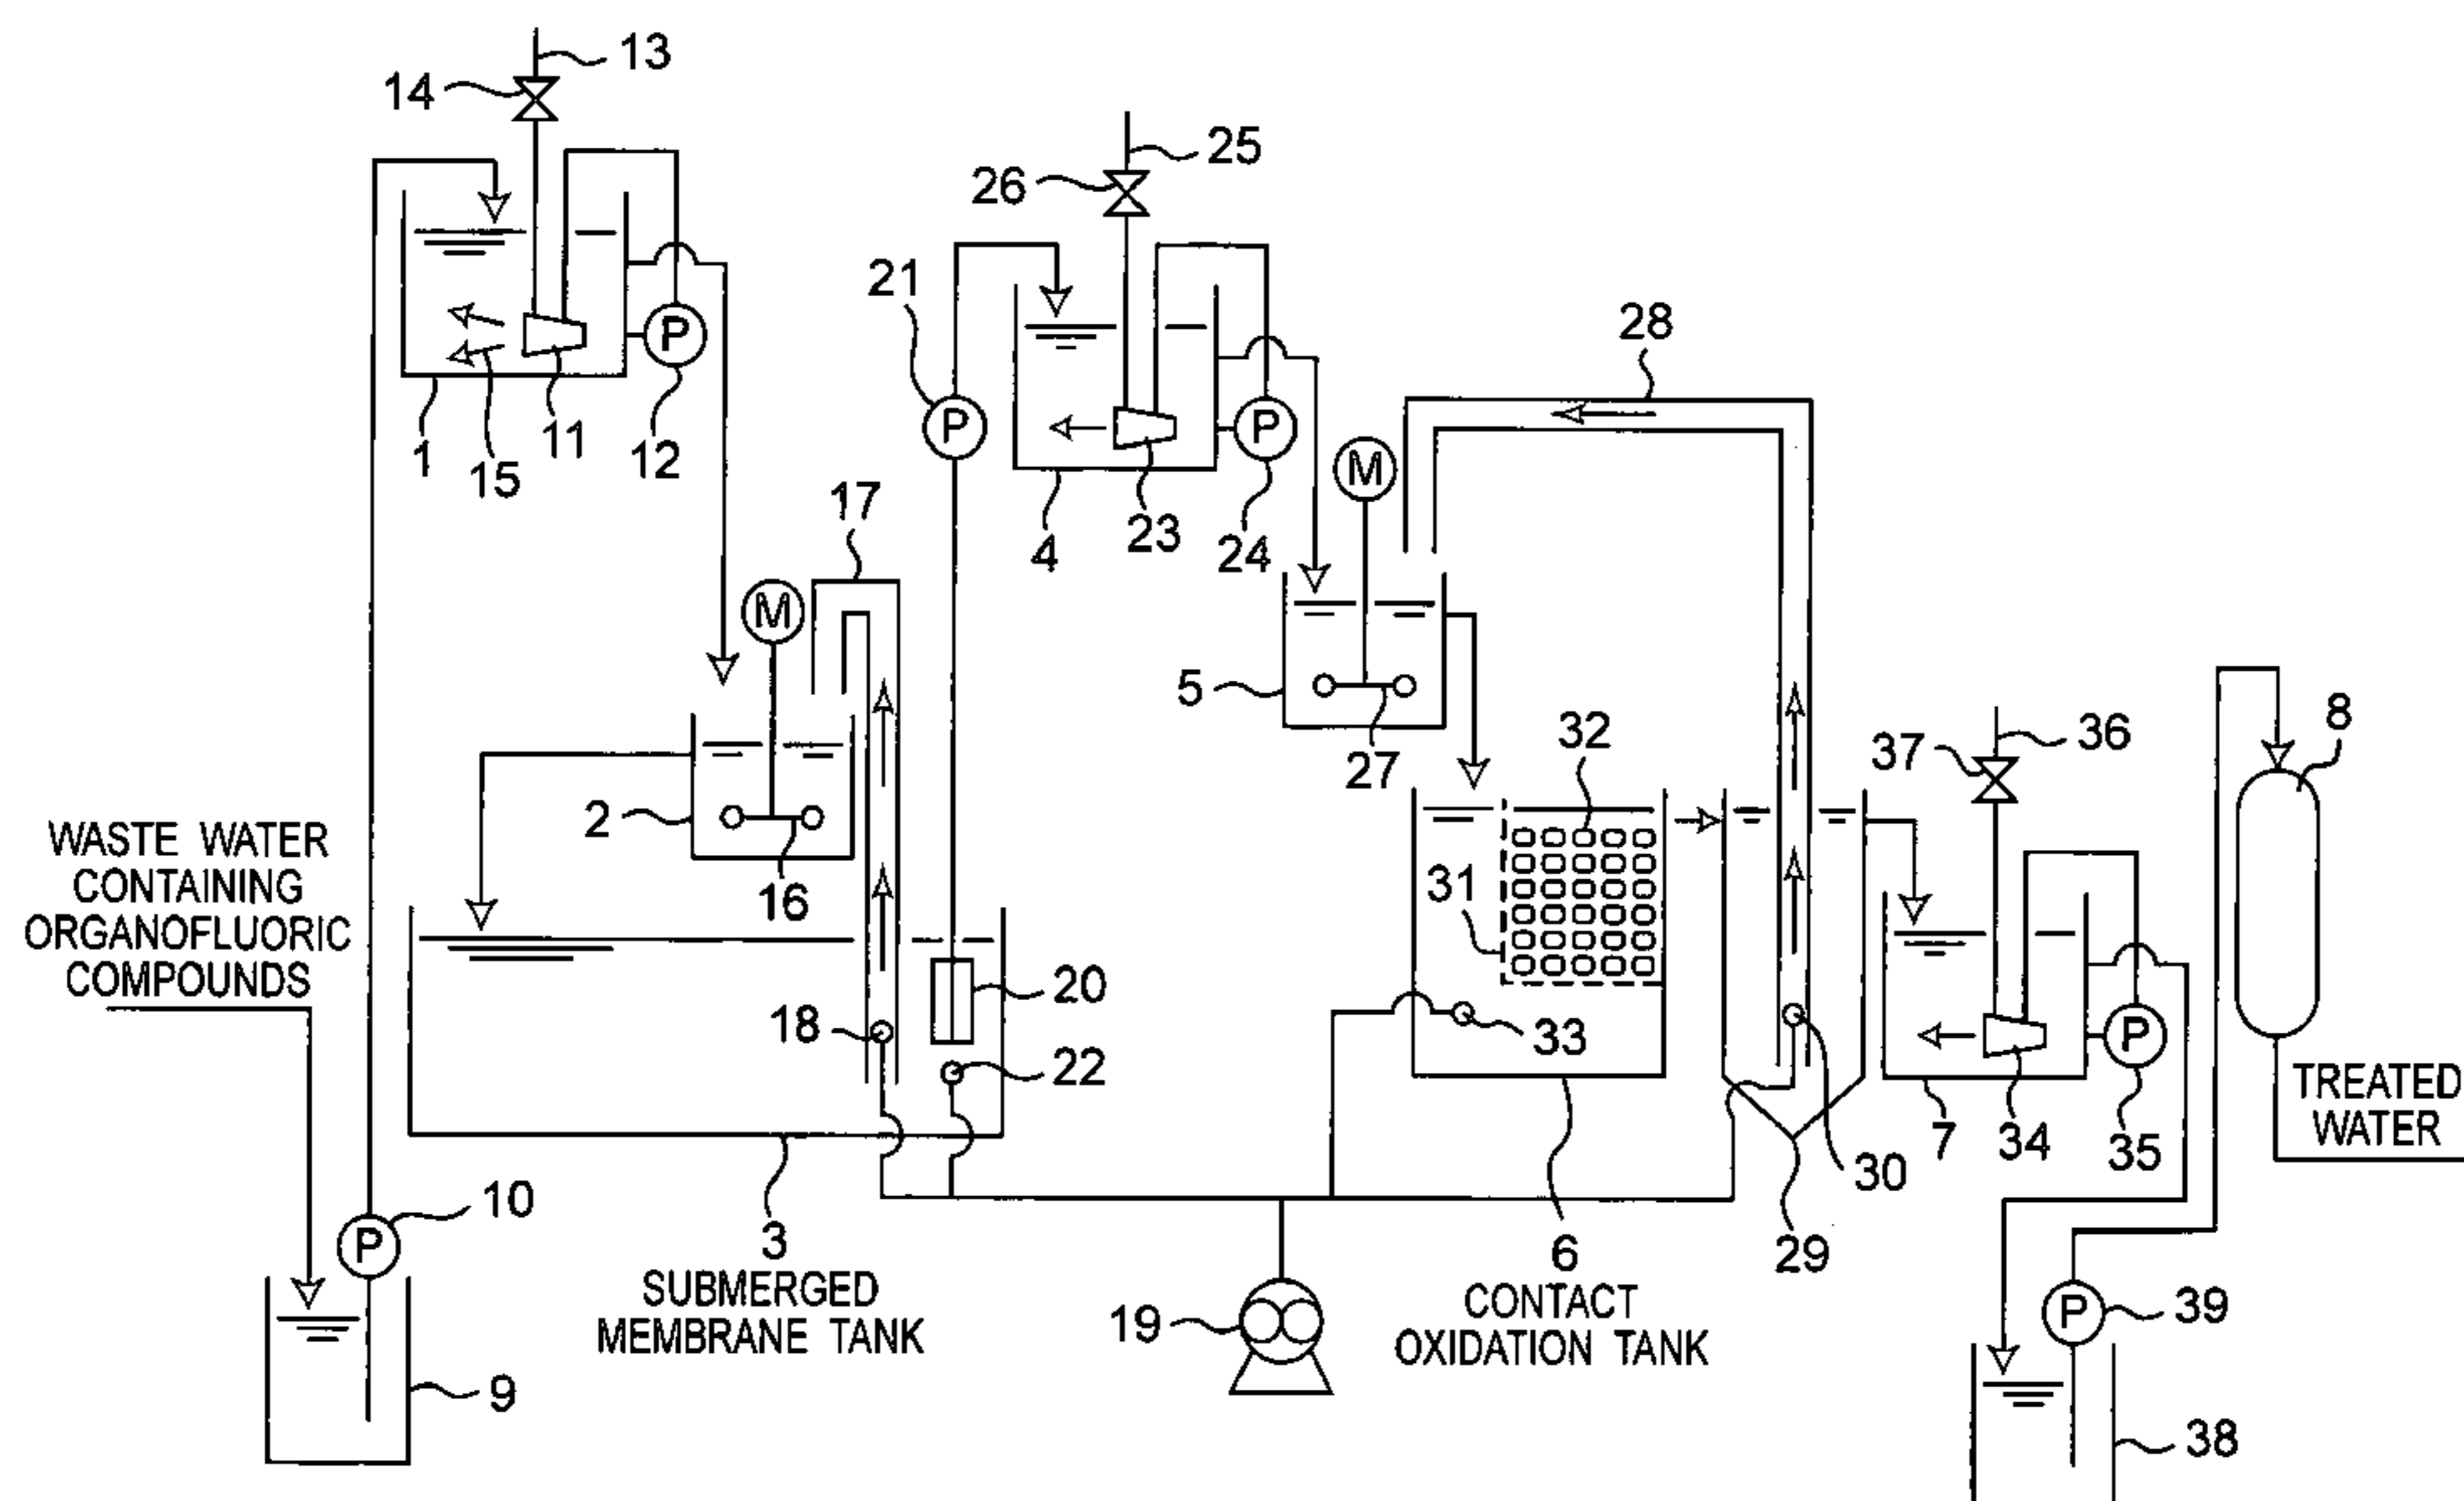 13
14
25
26
21
28
P
P
1
15
11
12
P
P
M
17
4
23
24
M
5
27
32
8
36
37
2
16
WASTE WATER
CONTAINING
ORGANOFLUORIC
COMPOUNDS
31
20
18
33
22
P
TREATED
WATER
7
34
35
30
10
P
3
SUBMERGED
MEMBRANE TANK
6
CONTACT
OXIDATION TANK
29
19
P
39
9
38